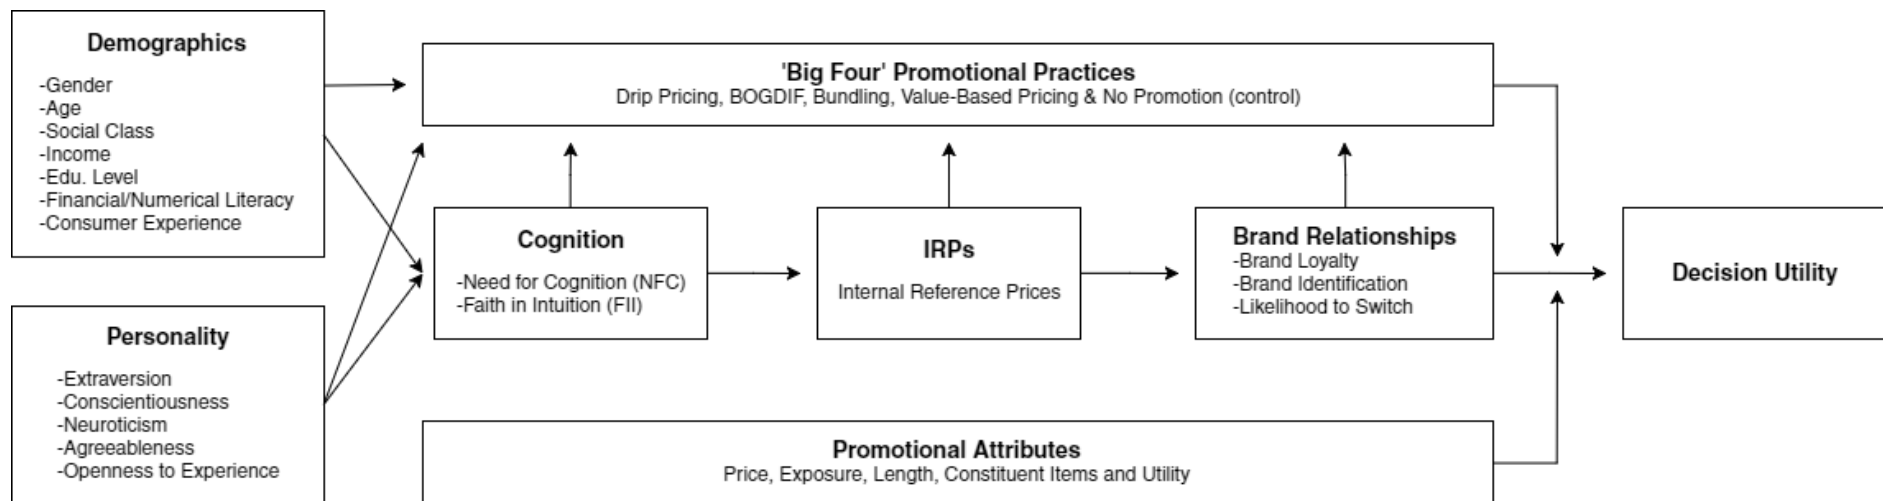 Demographics
-Gender
-Age
-Social Class
-Income
-Edu. Level
-Financial/Numerical Literacy
-Consumer Experience
Personality
-Extraversion
-Conscientiousness
-Neuroticism
-Agreeableness
-Openness to Experience
'Big Four' Promotional Practices
Drip Pricing, BOGDIF, Bundling, Value-Based Pricing & No Promotion (control)
Cognition
-Need for Cognition (NFC)
-Faith in Intuition (FII)
IRPs
Internal Reference Prices
Brand Relationships
-Brand Loyalty
-Brand Identification
-Likelihood to Switch
Decision Utility
Promotional Attributes
Price, Exposure, Length, Constituent Items and Utility